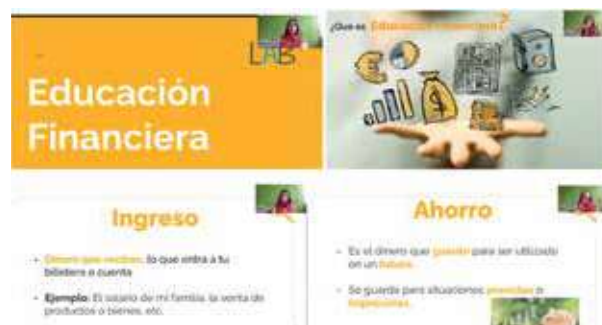 LAB
Educación
Financiera
¿Qué es Educación Financiera?
Ingreso
Dinero que recibes, lo que entra a tu
billetera o cuenta
Ejemplo: El salario de mi familia, la venta de
productos o bienes, etc.
Ahorro
Es el dinero que guardo para ser utilizado
en un futuro.
Se guarda para situaciones previstas o
imprevistas.